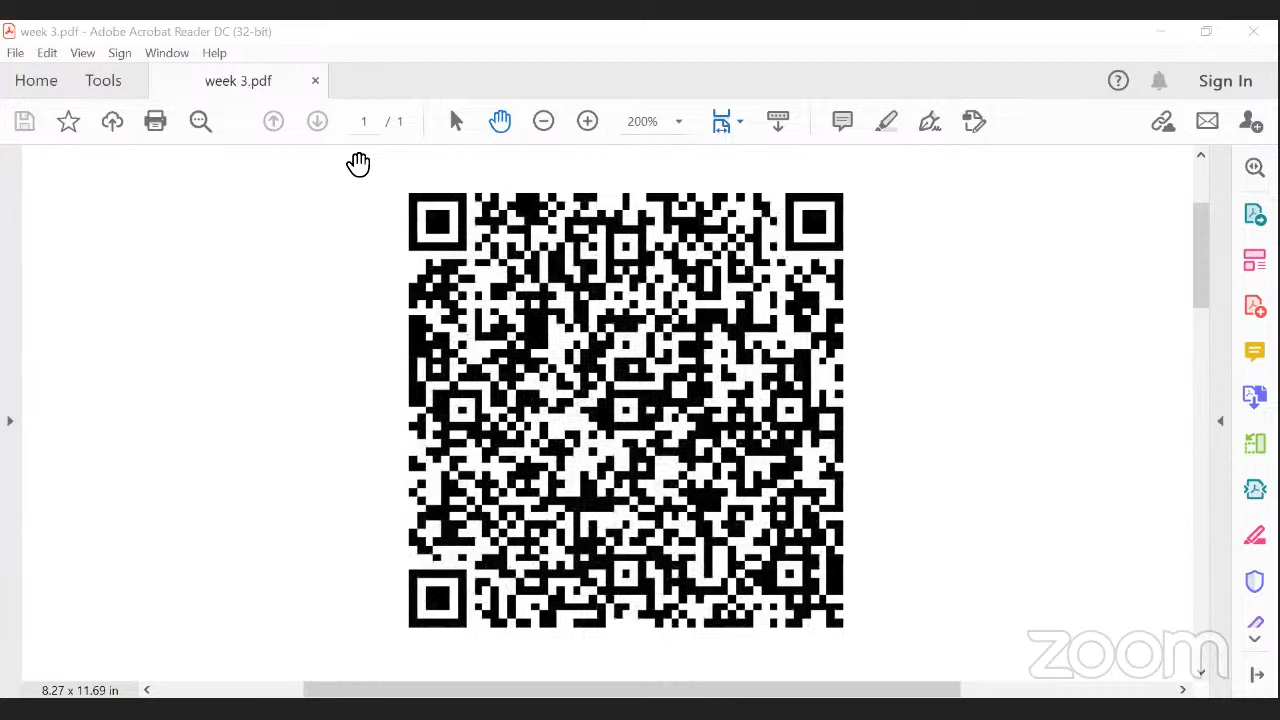 week 3.pdf - Adobe Acrobat Reader DC (32-bit)
File Edit View Sign Window Help
Home Tools week 3.pdf Sign In
1 / 1 200%
8.27 x 11.69 in
zoom